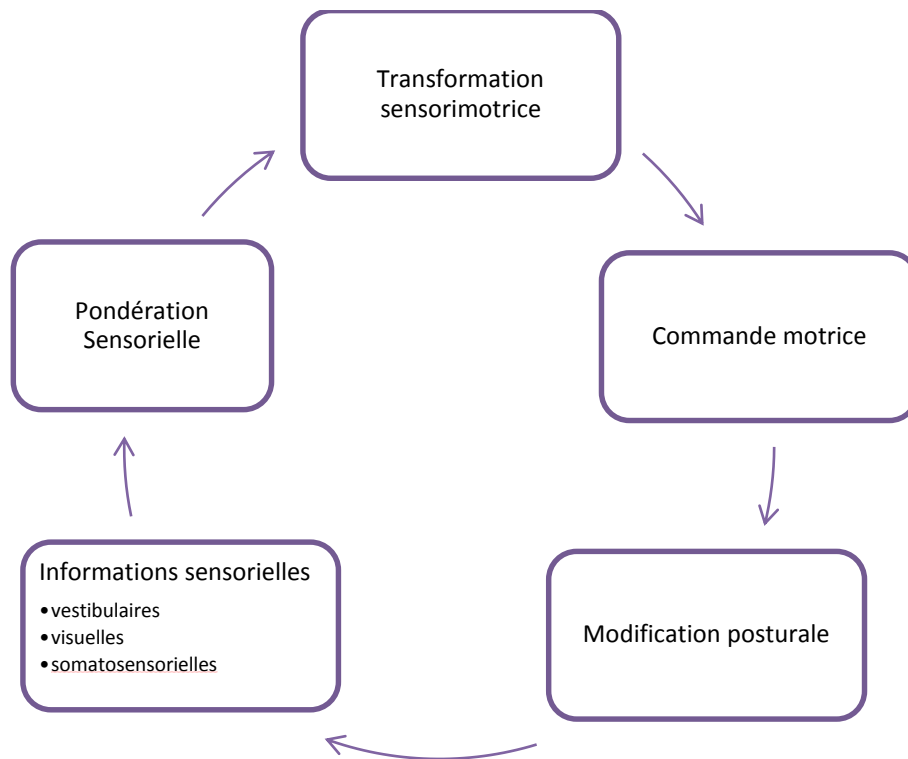 Transformation
sensorimotrice
Pondération
Sensorielle
Commande motrice
Informations sensorielles
•vestibulaires
•visuelles
•somatosensorielles
Modification posturale